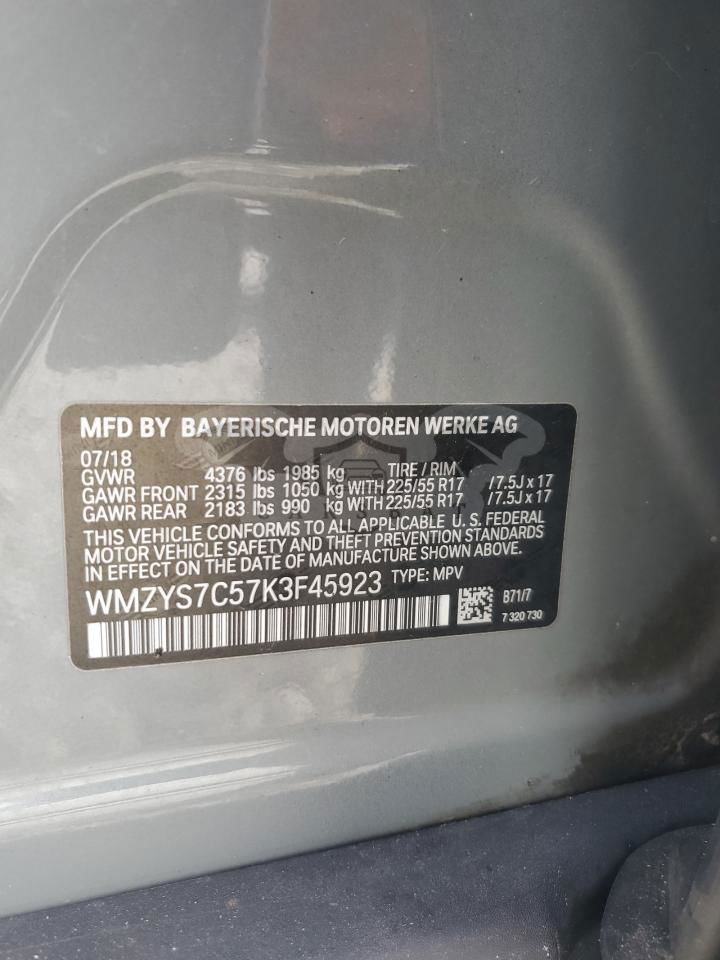 MFD BY BAYERISCHE MOTOREN WERKE AG
07/18 TIRE / RIM
GVWR 4376 lbs 1985 kg
GAWR FRONT 2315 lbs 1050 kg WITH 225/55 R17 /7.5J x 17
GAWR REAR 2183 lbs 990 kg WITH 225/55 R17 /7.5J x 17
THIS VEHICLE CONFORMS TO ALL APPLICABLE U. S. FEDERAL
MOTOR VEHICLE SAFETY AND THEFT PREVENTION STANDARDS
IN EFFECT ON THE DATE OF MANUFACTURE SHOWN ABOVE.
WMZYS7C57K3F45923 TYPE: MPV
B71/7
7 320 730